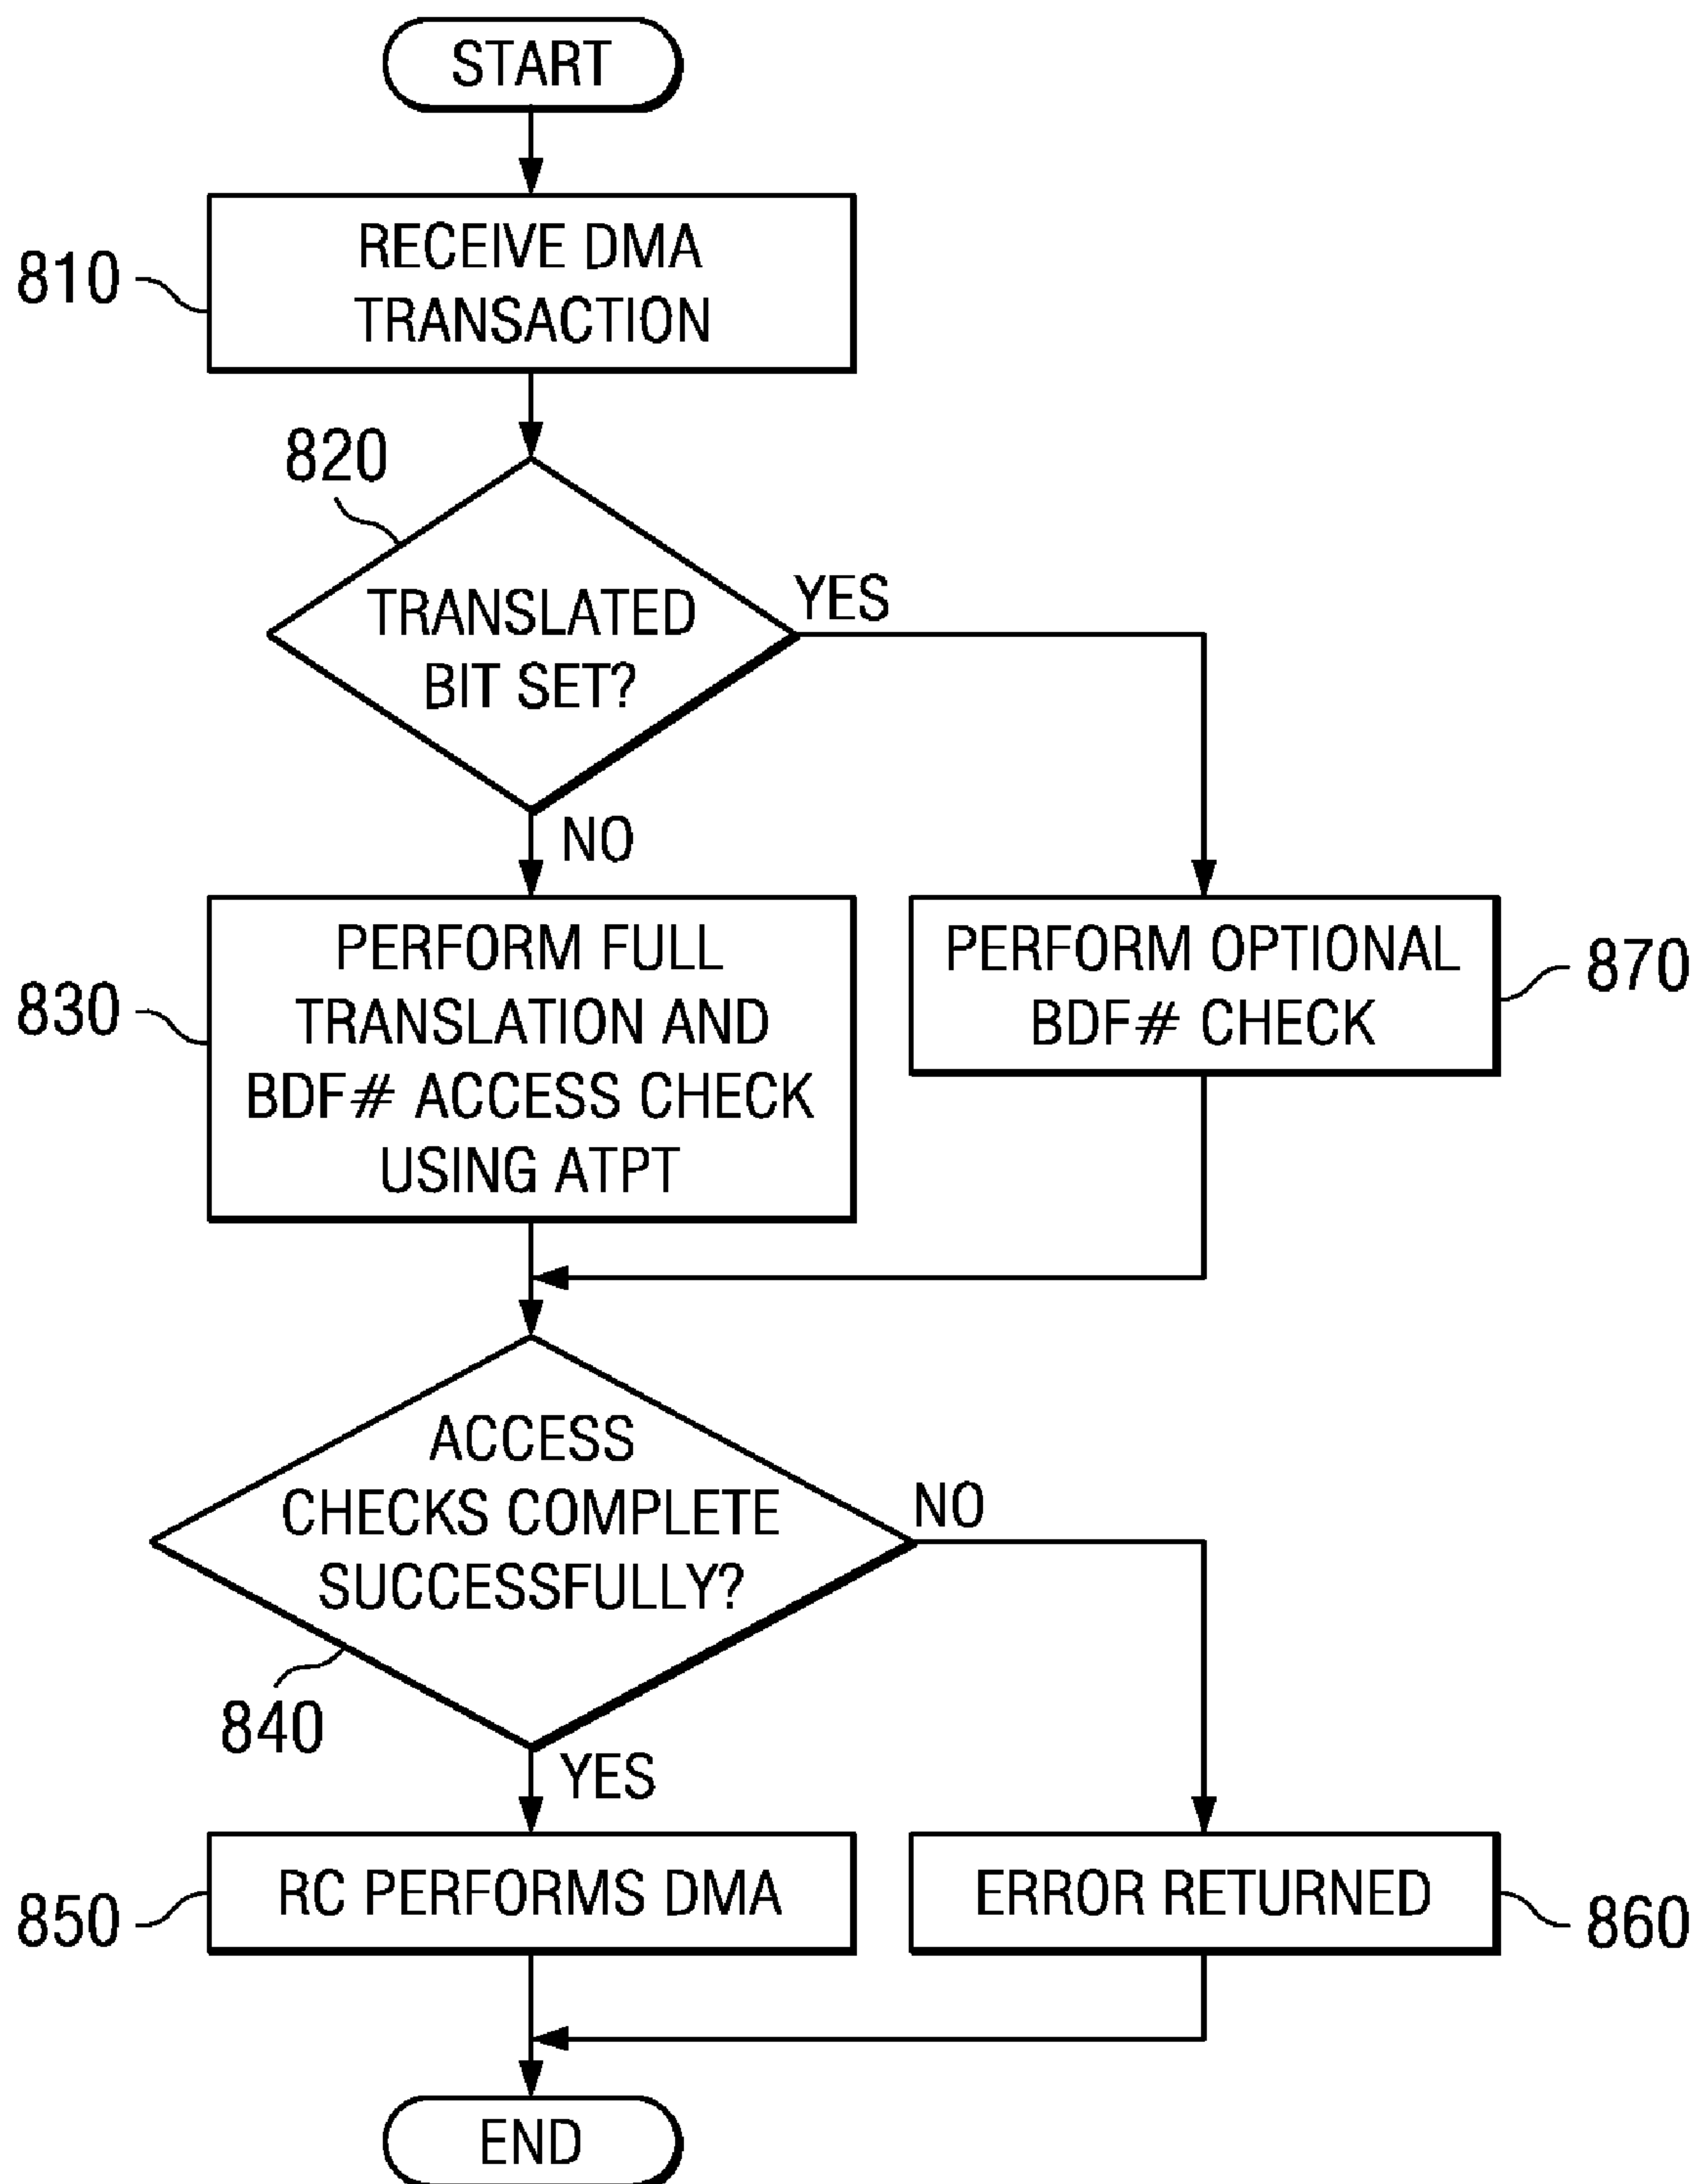 START
810
RECEIVE DMA
TRANSACTION
820
TRANSLATED
BIT SET?
YES
NO
830
PERFORM FULL
TRANSLATION AND
BDF# ACCESS CHECK
USING ATPT
PERFORM OPTIONAL
BDF# CHECK
870
ACCESS
CHECKS COMPLETE
SUCCESSFULLY?
NO
840
YES
850
RC PERFORMS DMA
ERROR RETURNED
860
END